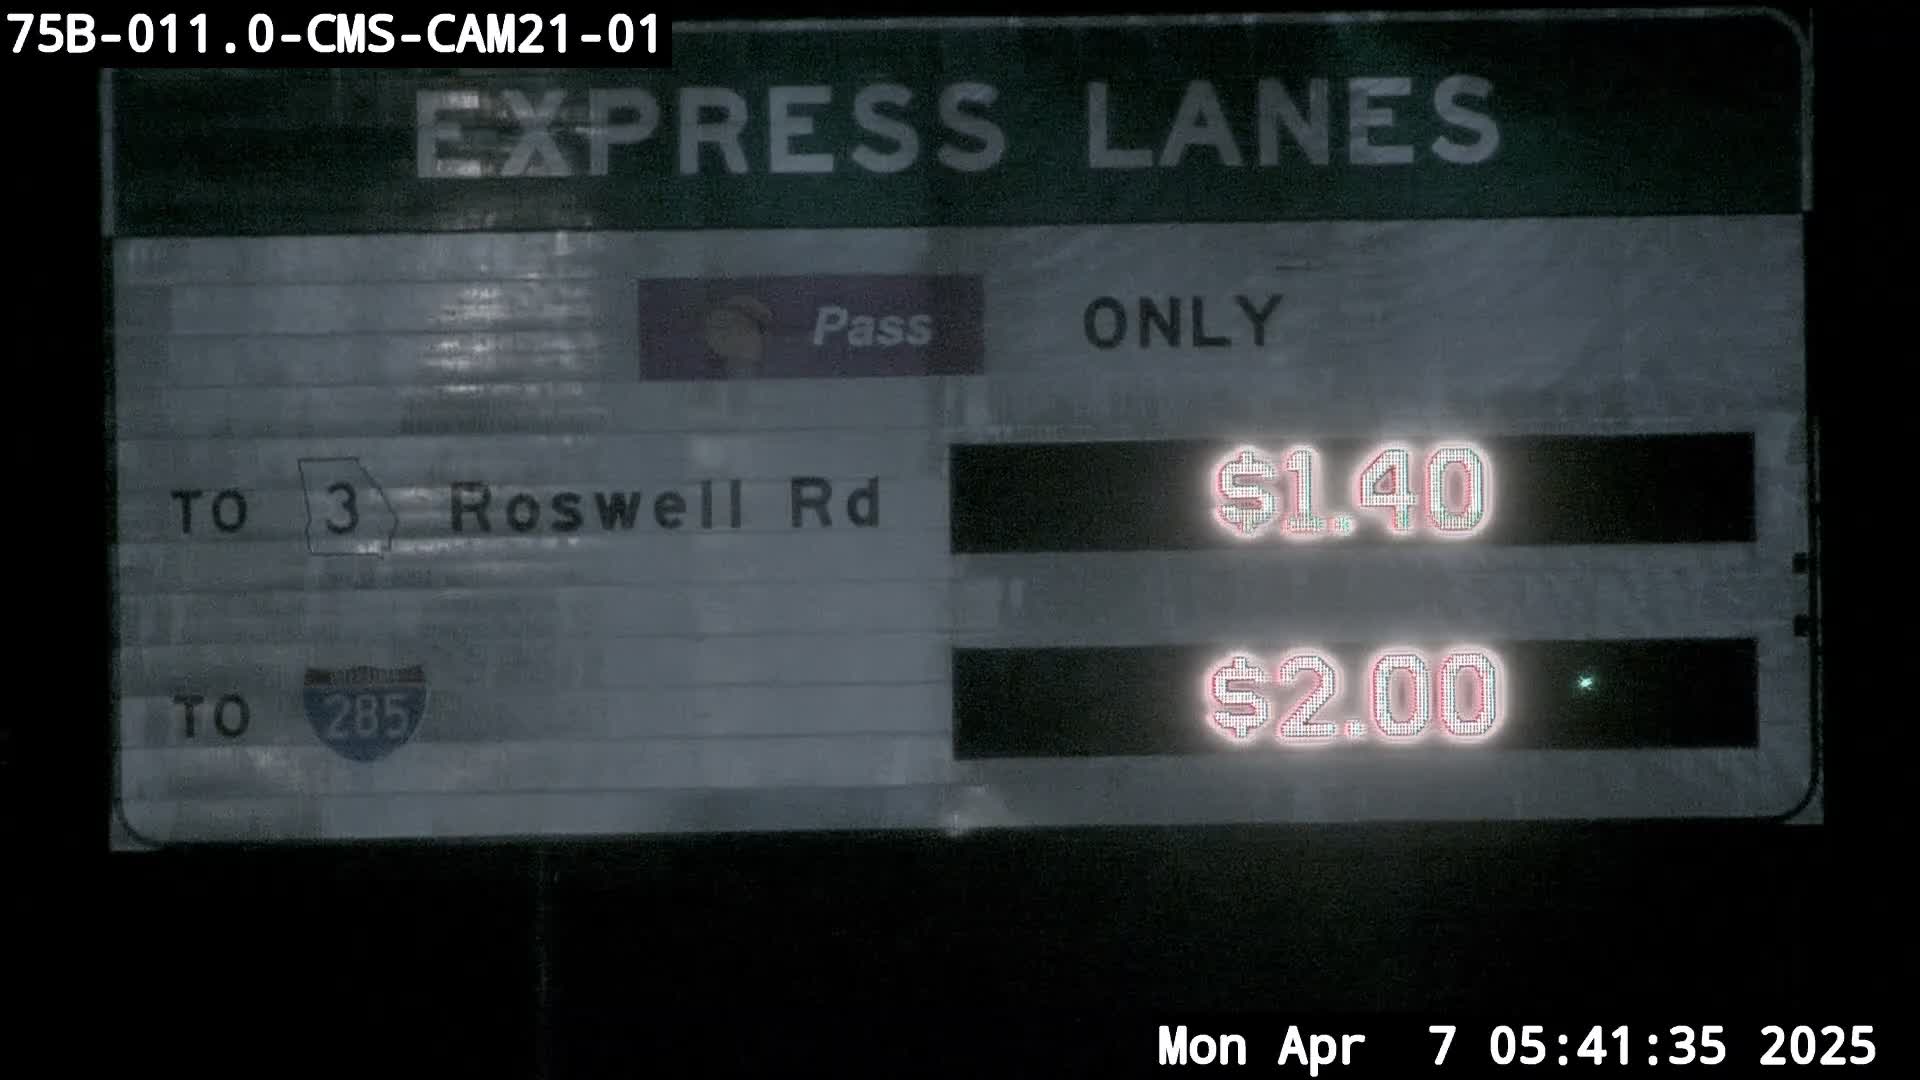 75B-011.0-CMS-CAM21-01
EXPRESS LANES
Pass ONLY
TO 3 Roswell Rd $1.40
TO 285 $2.00
Mon Apr 7 05:41:35 2025